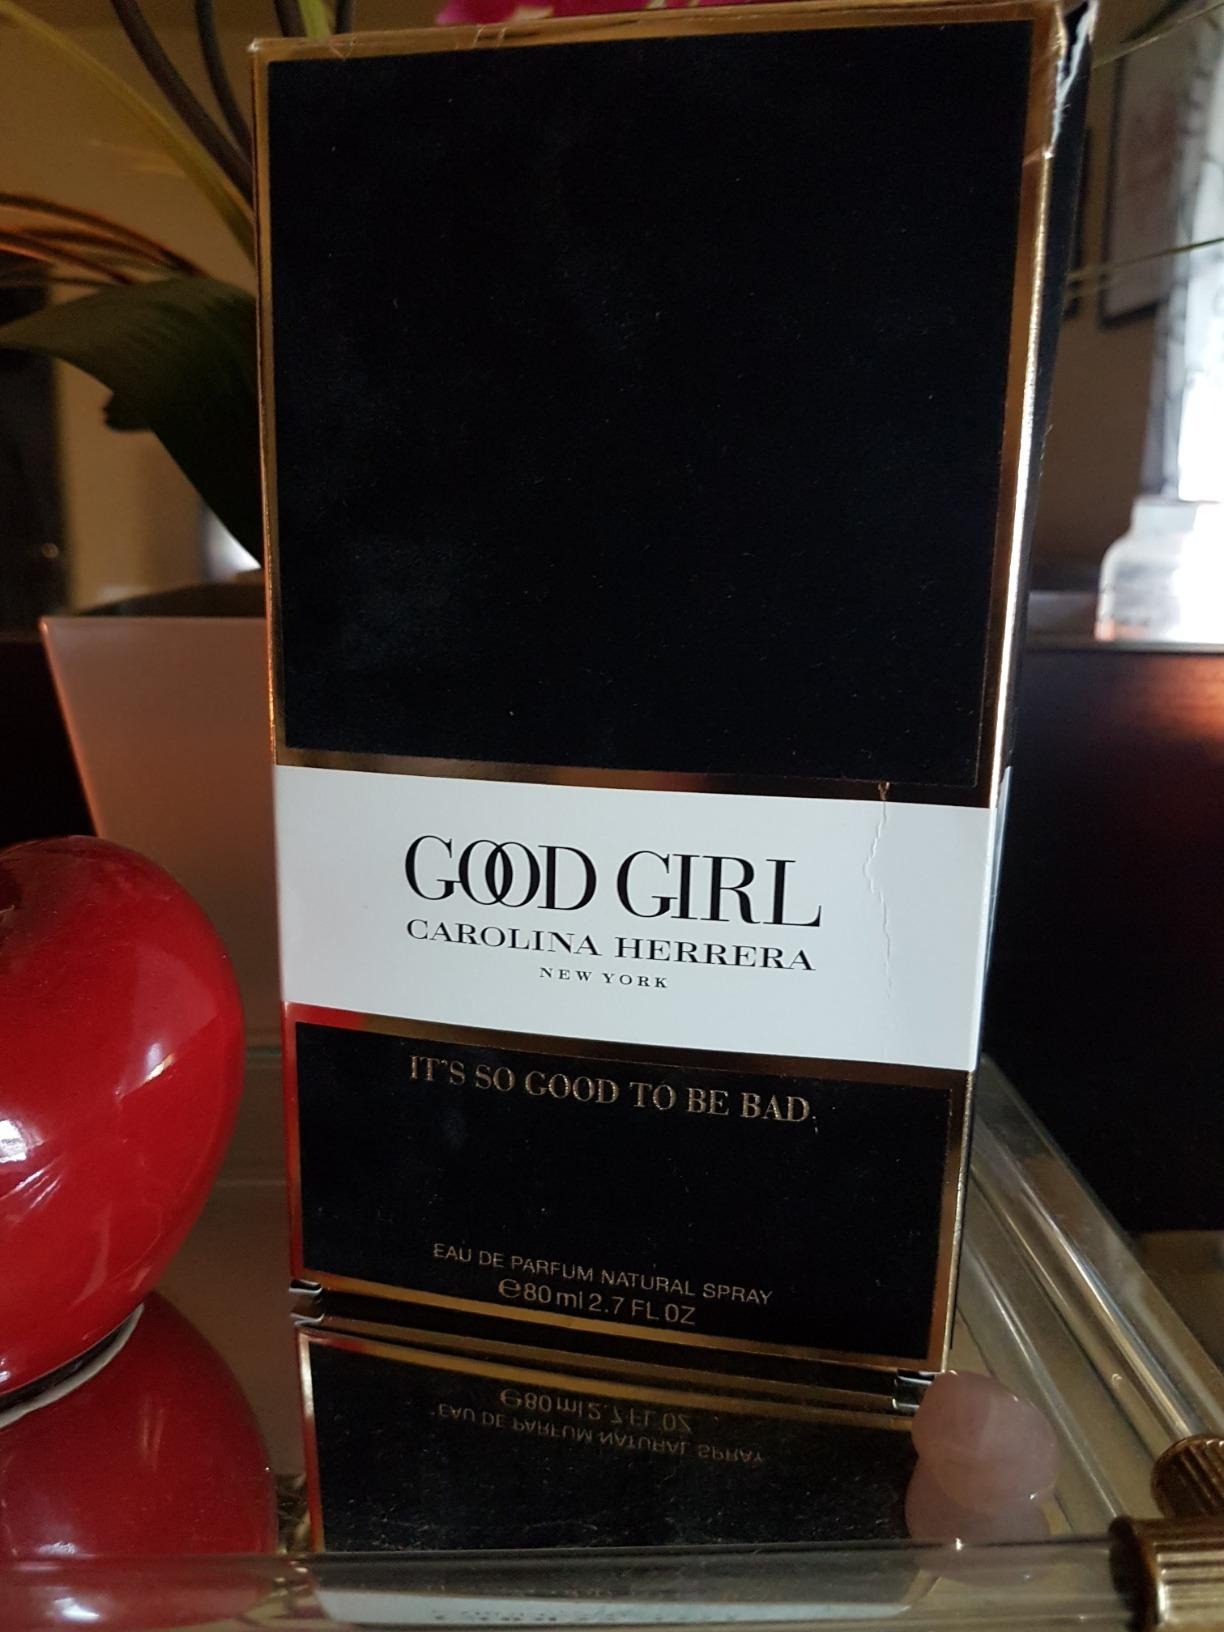 GOOD GIRL
CAROLINA HERRERA
NEW YORK
IT'S SO GOOD TO BE BAD.
EAU DE PARFUM NATURAL SPRAY
℮80 ml 2.7 FL OZ